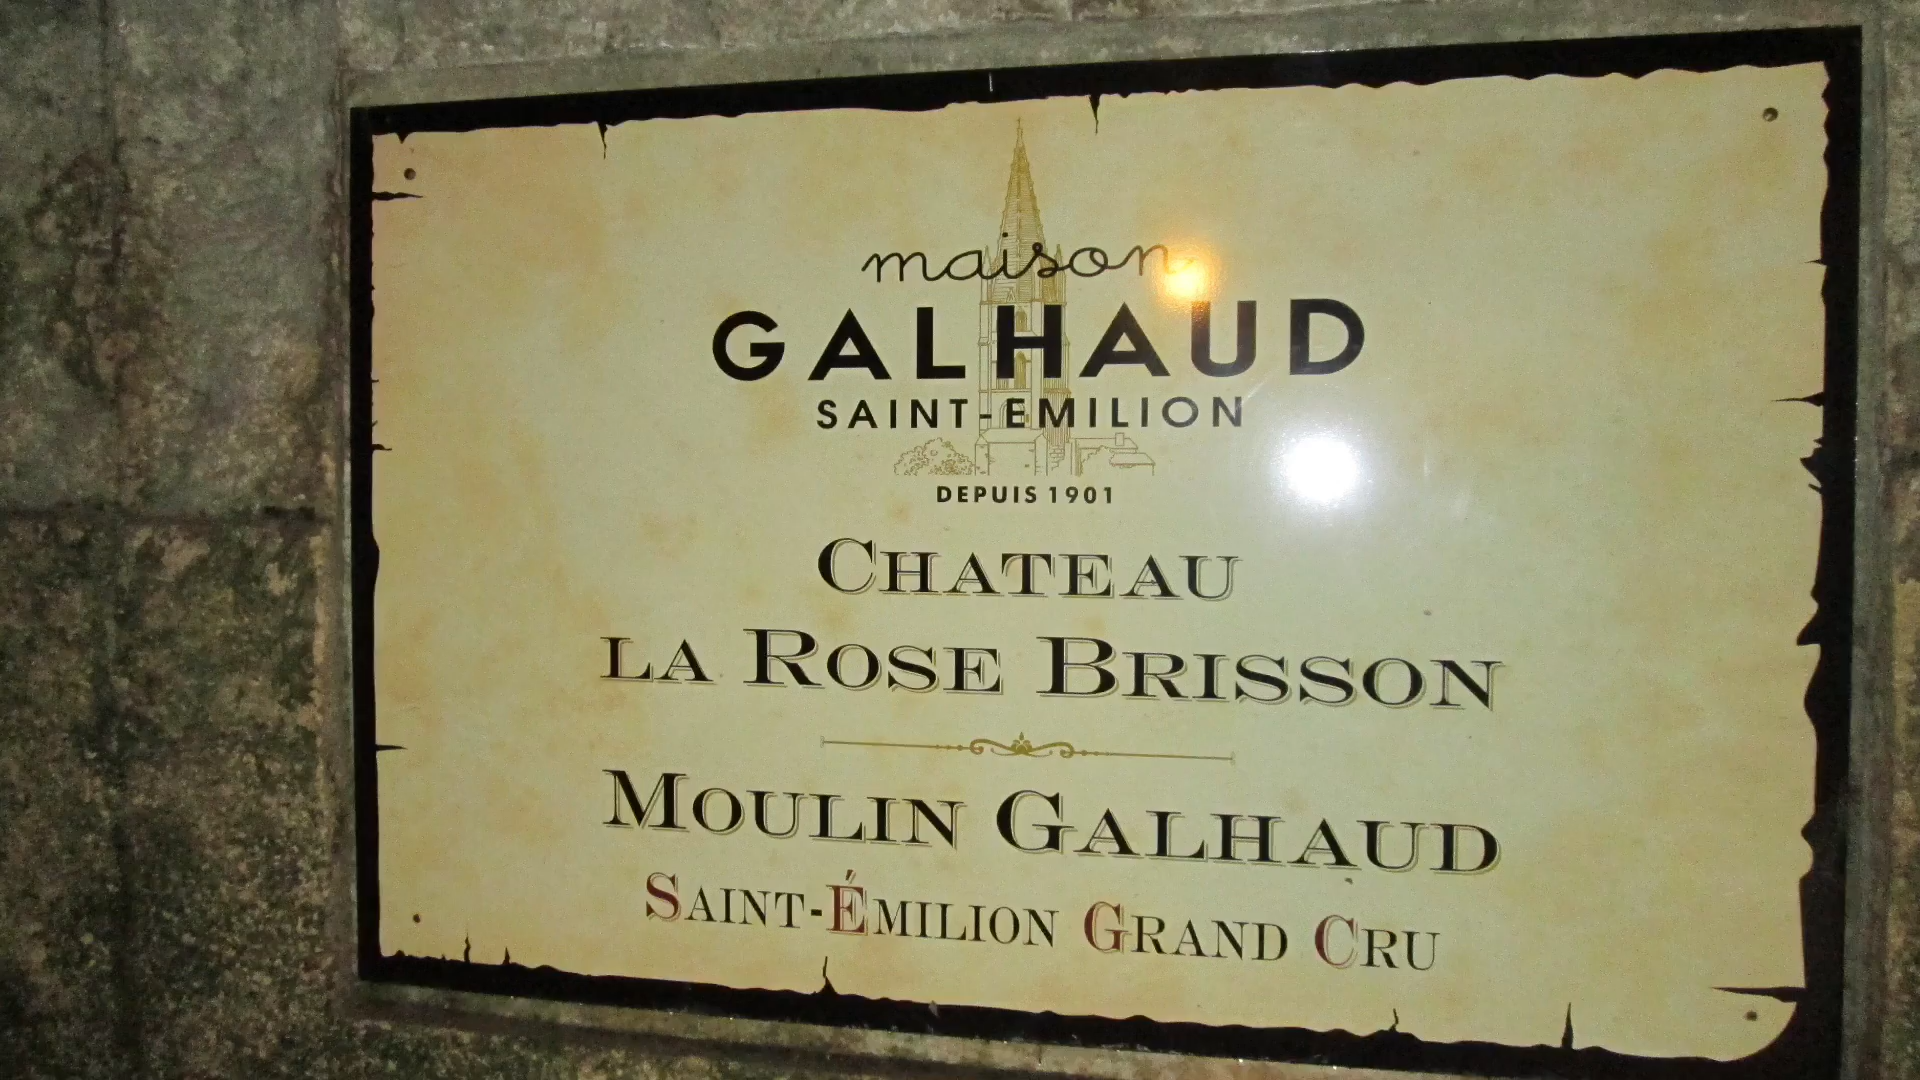 maison
GALHAUD
SAINT-EMILION
DEPUIS 1901
CHATEAU
LA ROSE BRISSON
MOULIN GALHAUD
SAINT-ÉMILION GRAND CRU